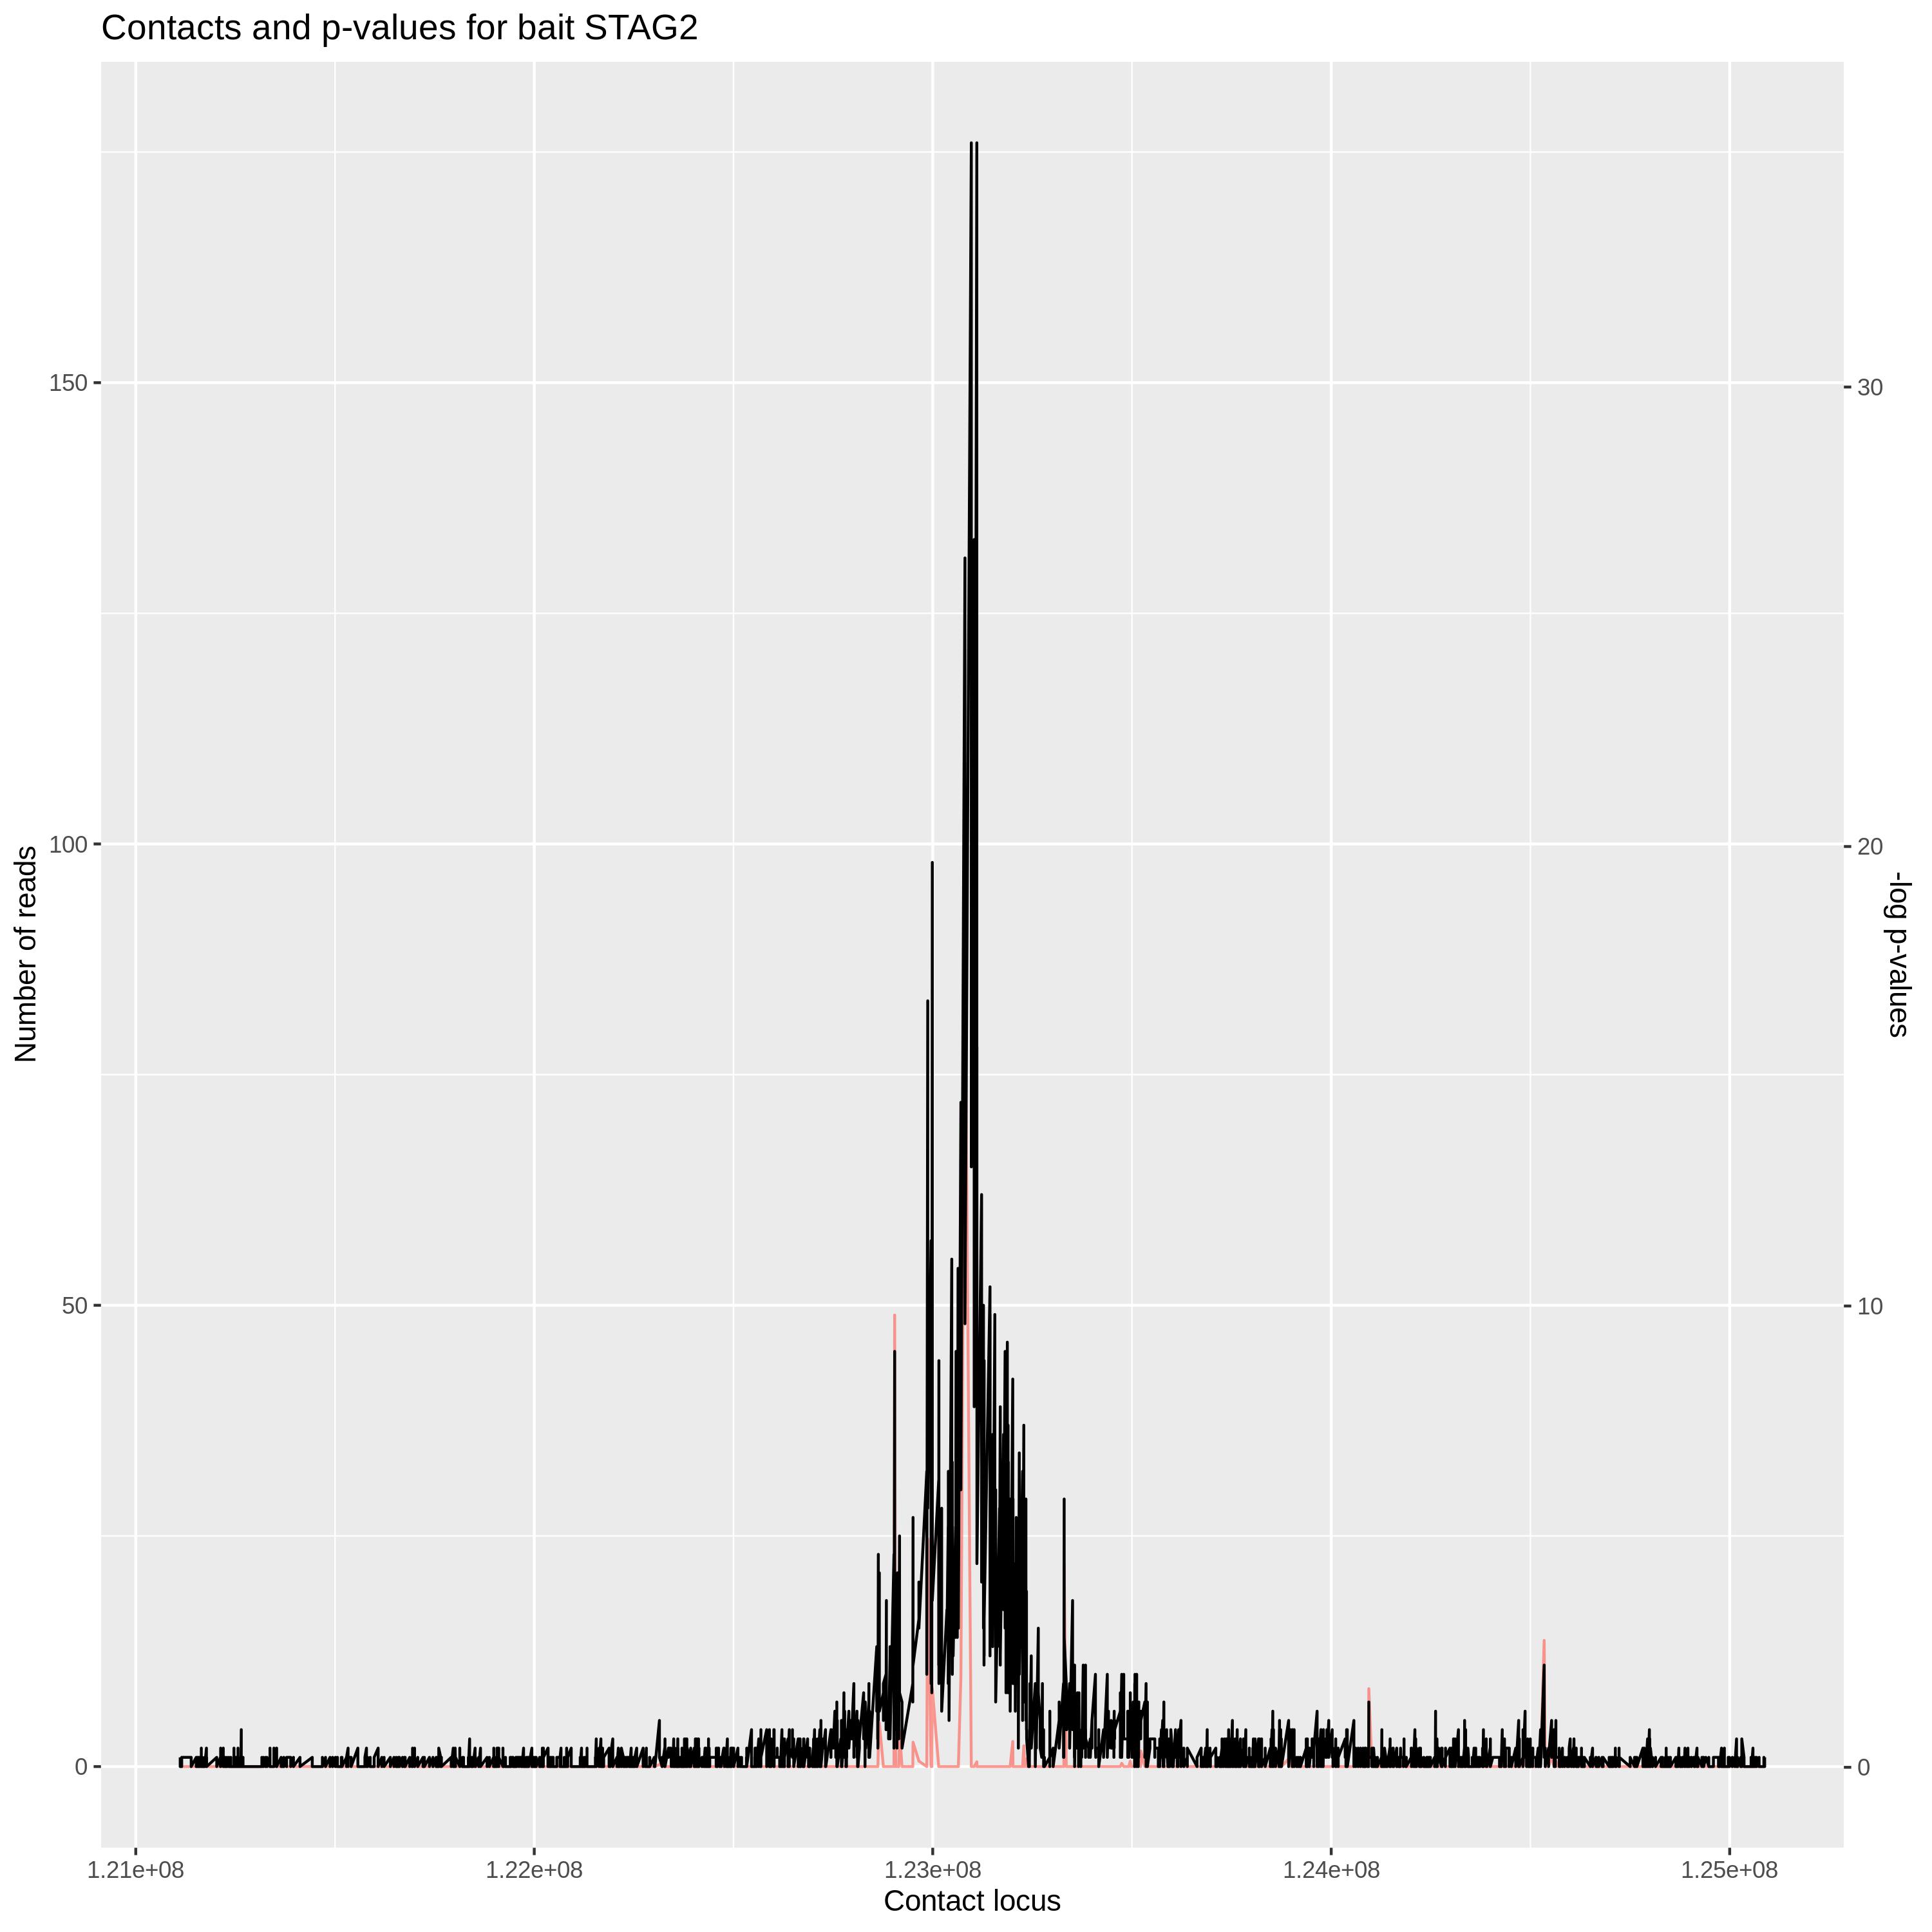 Contacts and p-values for bait STAG2
150
100
50
0
Number of reads
30
20
10
0
-log p-values
1.21e+08 1.22e+08 1.23e+08 1.24e+08 1.25e+08
Contact locus